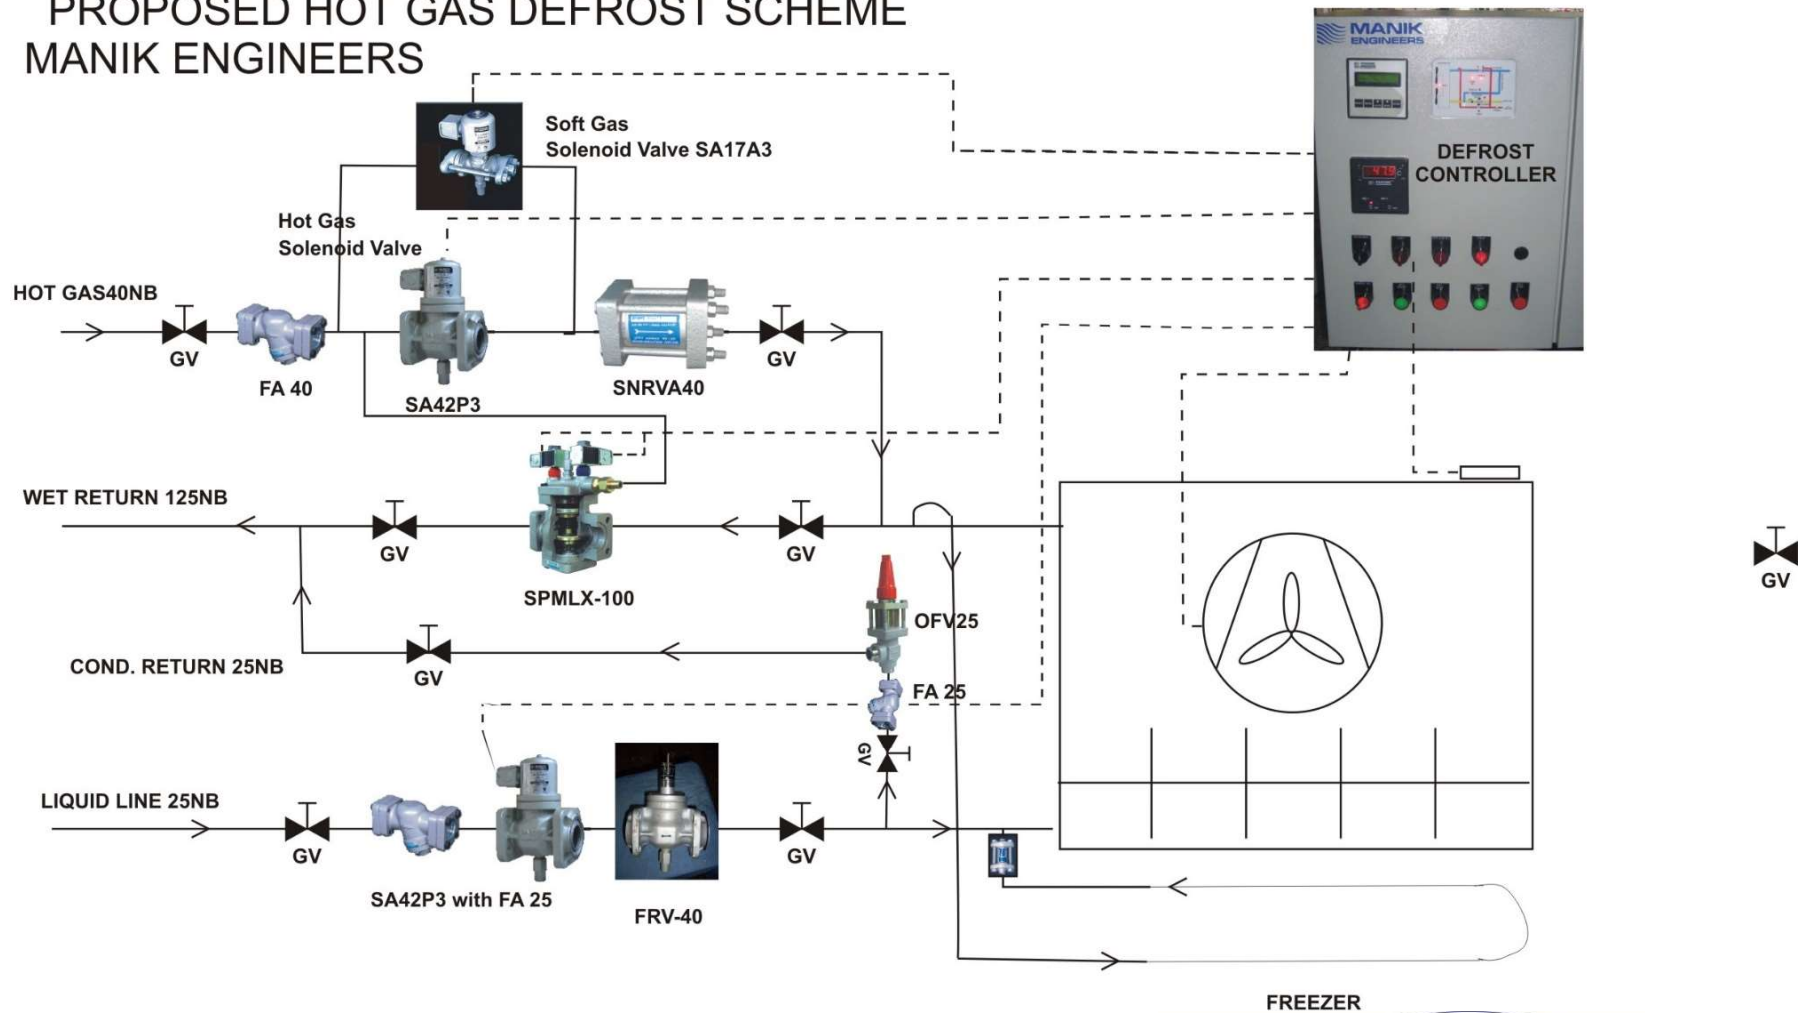 PROPOSED HOT GAS DEFROST SCHEME
MANIK ENGINEERS
MANIK
ENGINEERS
Soft Gas
Solenoid Valve SA17A3
DEFROST
CONTROLLER
Hot Gas
Solenoid Valve
HOT GAS40NB
GV
FA 40
SA42P3
SNRVA40
GV
WET RETURN 125NB
GV
SPMLX-100
GV
GV
OFV25
COND. RETURN 25NB
GV
FA 25
GV
LIQUID LINE 25NB
GV
SA42P3 with FA 25
FRV-40
GV
FREEZER